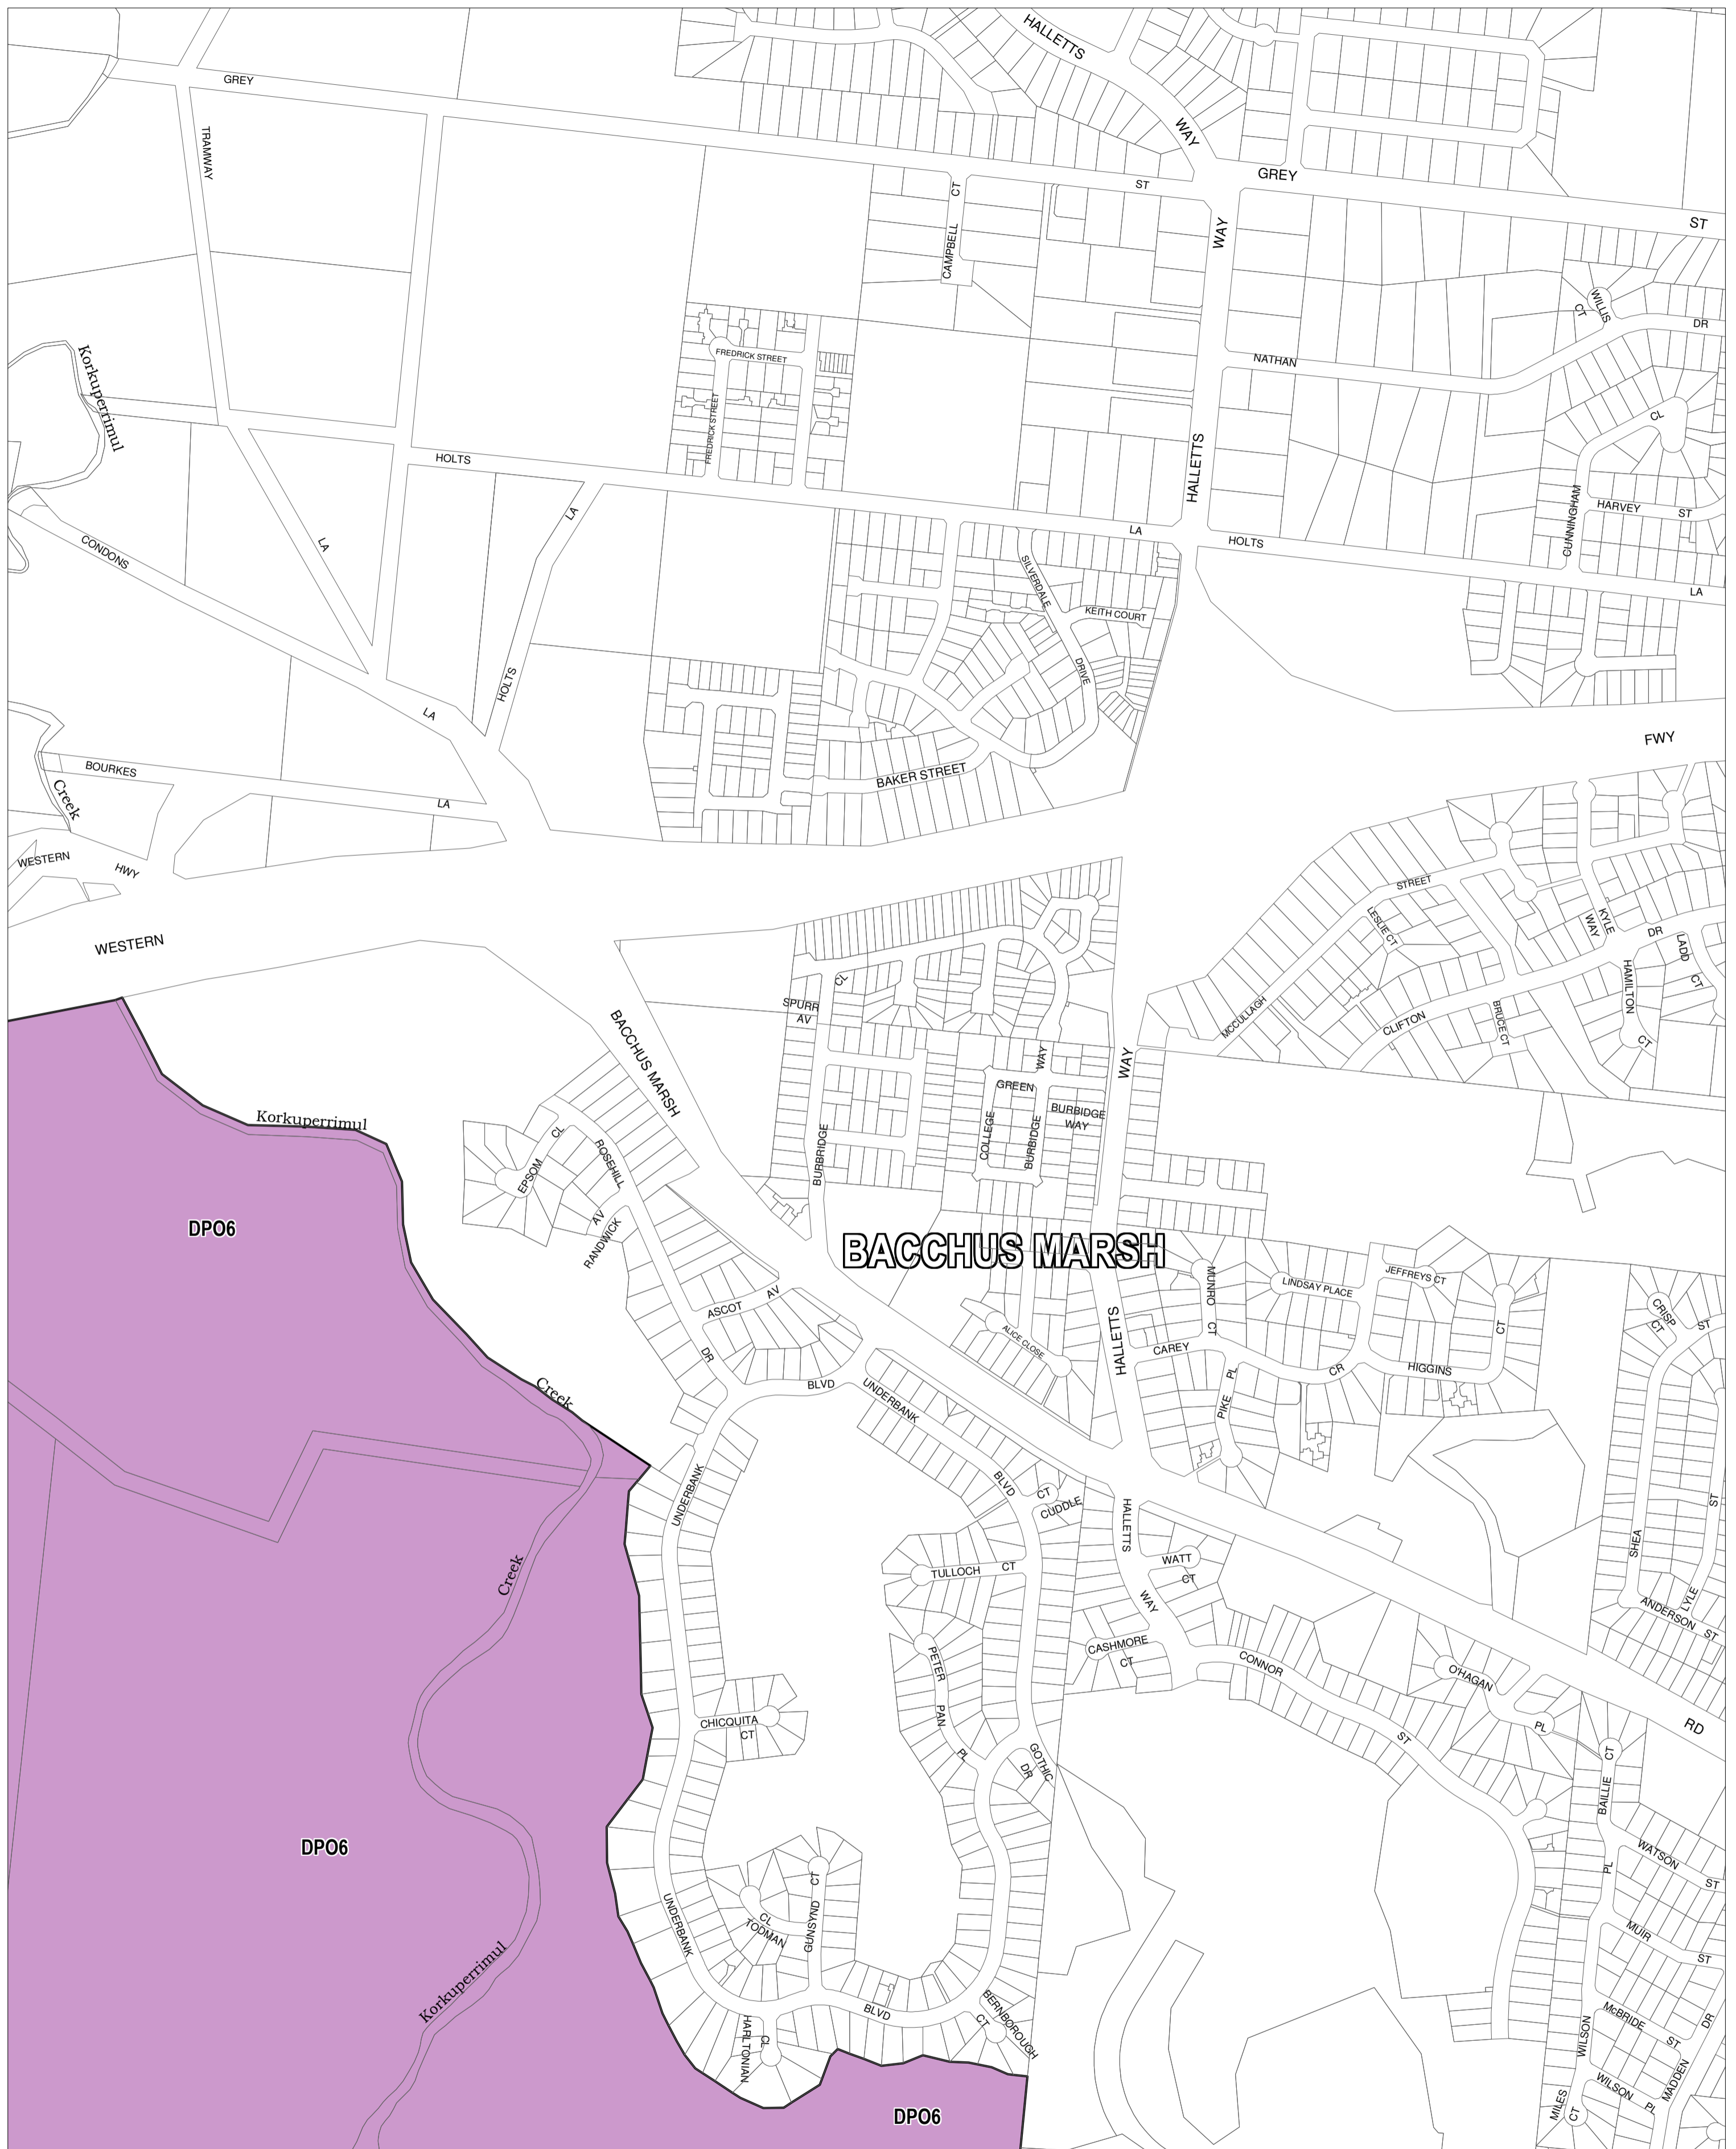 HALLETTS
WAY
GREY
TRAMWAY
ST
GREY
ST
CT
CAMPBELL
WAY
WILLIS
CT
DR
NATHAN
Korkuperrimul
FREDRICK STREET
FREDRICK STREET
CL
HOLTS
HALLETTS
CUNNINGHAM
HARVEY
ST
LA
LA
CONDONS
LA
HOLTS
LA
SILVERDALE
KEITH COURT
DRIVE
HOLTS
LA
FWY
BOURKES
LA
Creek
BAKER STREET
WESTERN
HWY
STREET
LESLIE CT
KYLE
WAY
DR
LADD
CT
WESTERN
HAMILTON
CT
CL
SPURR
AV
BACCHUS MARSH
MCCULLAGH
CLIFTON
BRUCE CT
WAY
WAY
GREEN
BURBIDGE
WAY
COLLEGE
BURBIDGE
BURBRIDGE
Korkuperrimul
CL
EPSOM
ROSEHILL
AV
RANDWICK
DPO6
BACCHUS MARSH
MUNRO
CT
LINDSAY PLACE
JEFFREYS CT
CRISP
CT
ST
ASCOT
AV
ALICE CLOSE
HALLETTS
CT
DR
CAREY
CR
HIGGINS
PL
PIKE
BLVD
UNDERBANK
Creek
BLVD
CT
CUDDLE
UNDERBANK
HALLETTS
WAY
ST
SHEA
LYLE
ANDERSON
ST
WATT
CT
TULLOCH
CT
Creek
CASHMORE
CT
CONNOR
ST
O'HAGAN
PL
RD
PETER
PAN
PL
CHICQUITA
CT
GOTHIC
DR
CT
BAILLIE
PL
WATSON
ST
DPO6
UNDERBANK
CL
TODMAN
CT
GUNSYND
MUIR
ST
Korkuperrimul
BLVD
BERNBOROUGH
CT
HARLTONIAN
CL
McBRIDE
ST
DR
WILSON
MADDEN
WILSON
PL
MILES
CT
DPO6